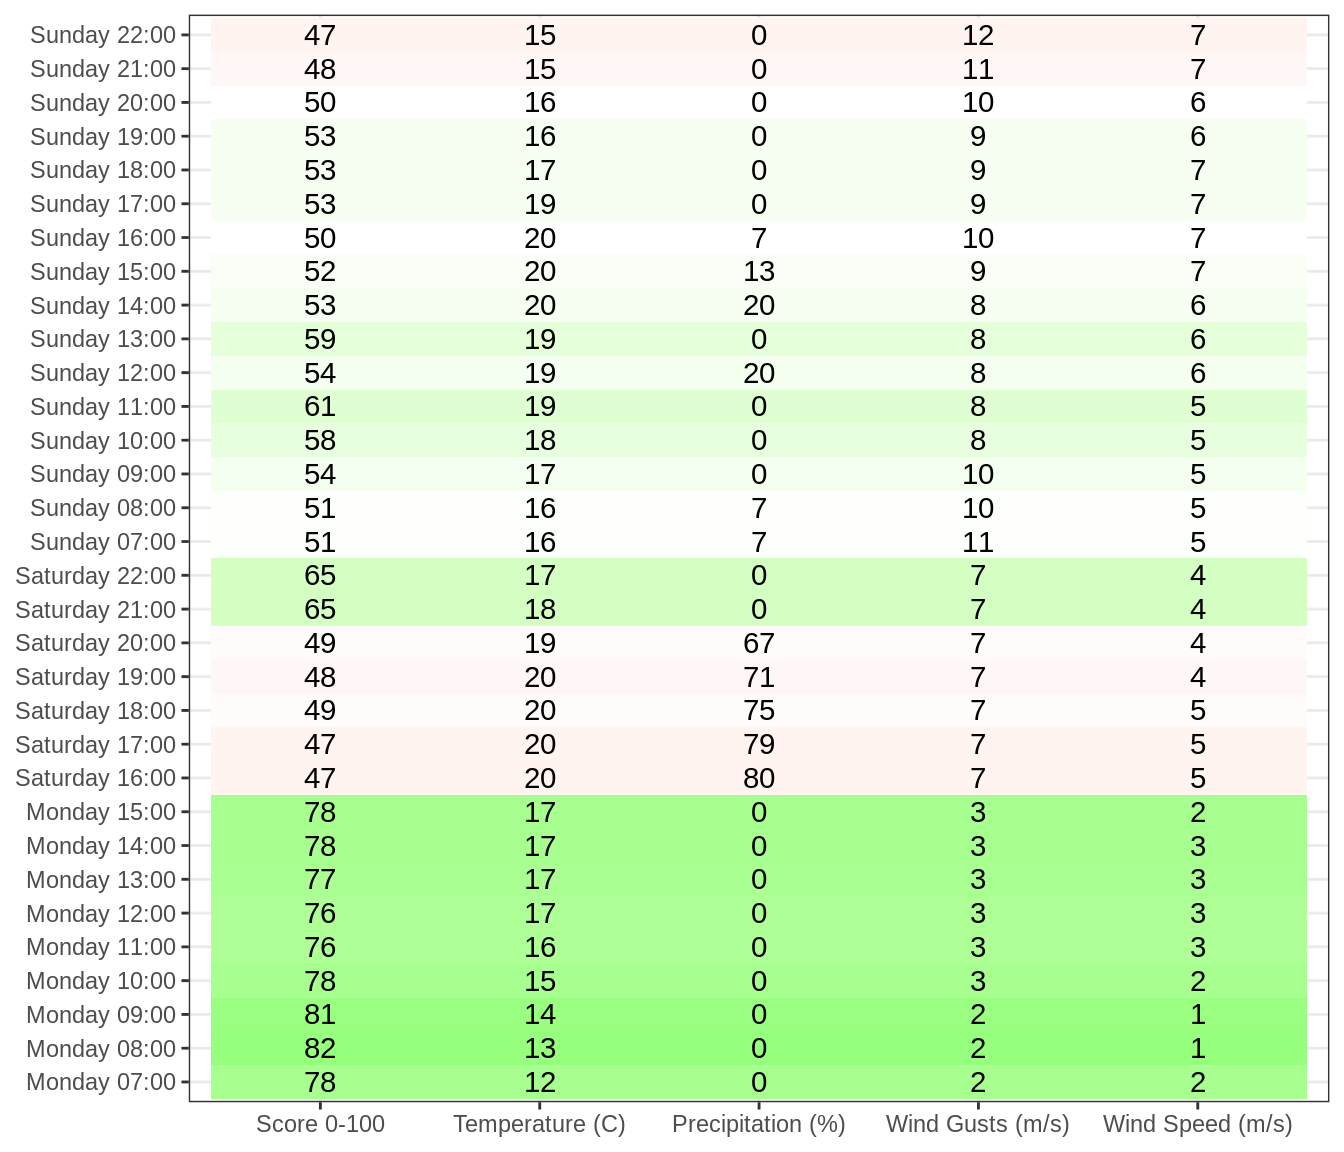 Sunday 22:00 47 15 0 12 7
Sunday 21:00 48 15 0 11 7
Sunday 20:00 50 16 0 10 6
Sunday 19:00 53 16 0 9 6
Sunday 18:00 53 17 0 9 7
Sunday 17:00 53 19 0 9 7
Sunday 16:00 50 20 7 10 7
Sunday 15:00 52 20 13 9 7
Sunday 14:00 53 20 20 8 6
Sunday 13:00 59 19 0 8 6
Sunday 12:00 54 19 20 8 6
Sunday 11:00 61 19 0 8 5
Sunday 10:00 58 18 0 8 5
Sunday 09:00 54 17 0 10 5
Sunday 08:00 51 16 7 10 5
Sunday 07:00 51 16 7 11 5
Saturday 22:00 65 17 0 7 4
Saturday 21:00 65 18 0 7 4
Saturday 20:00 49 19 67 7 4
Saturday 19:00 48 20 71 7 4
Saturday 18:00 49 20 75 7 5
Saturday 17:00 47 20 79 7 5
Saturday 16:00 47 20 80 7 5
Monday 15:00 78 17 0 3 2
Monday 14:00 78 17 0 3 3
Monday 13:00 77 17 0 3 3
Monday 12:00 76 17 0 3 3
Monday 11:00 76 16 0 3 3
Monday 10:00 78 15 0 3 2
Monday 09:00 81 14 0 2 1
Monday 08:00 82 13 0 2 1
Monday 07:00 78 12 0 2 2
Score 0-100 Temperature (C) Precipitation (%) Wind Gusts (m/s) Wind Speed (m/s)